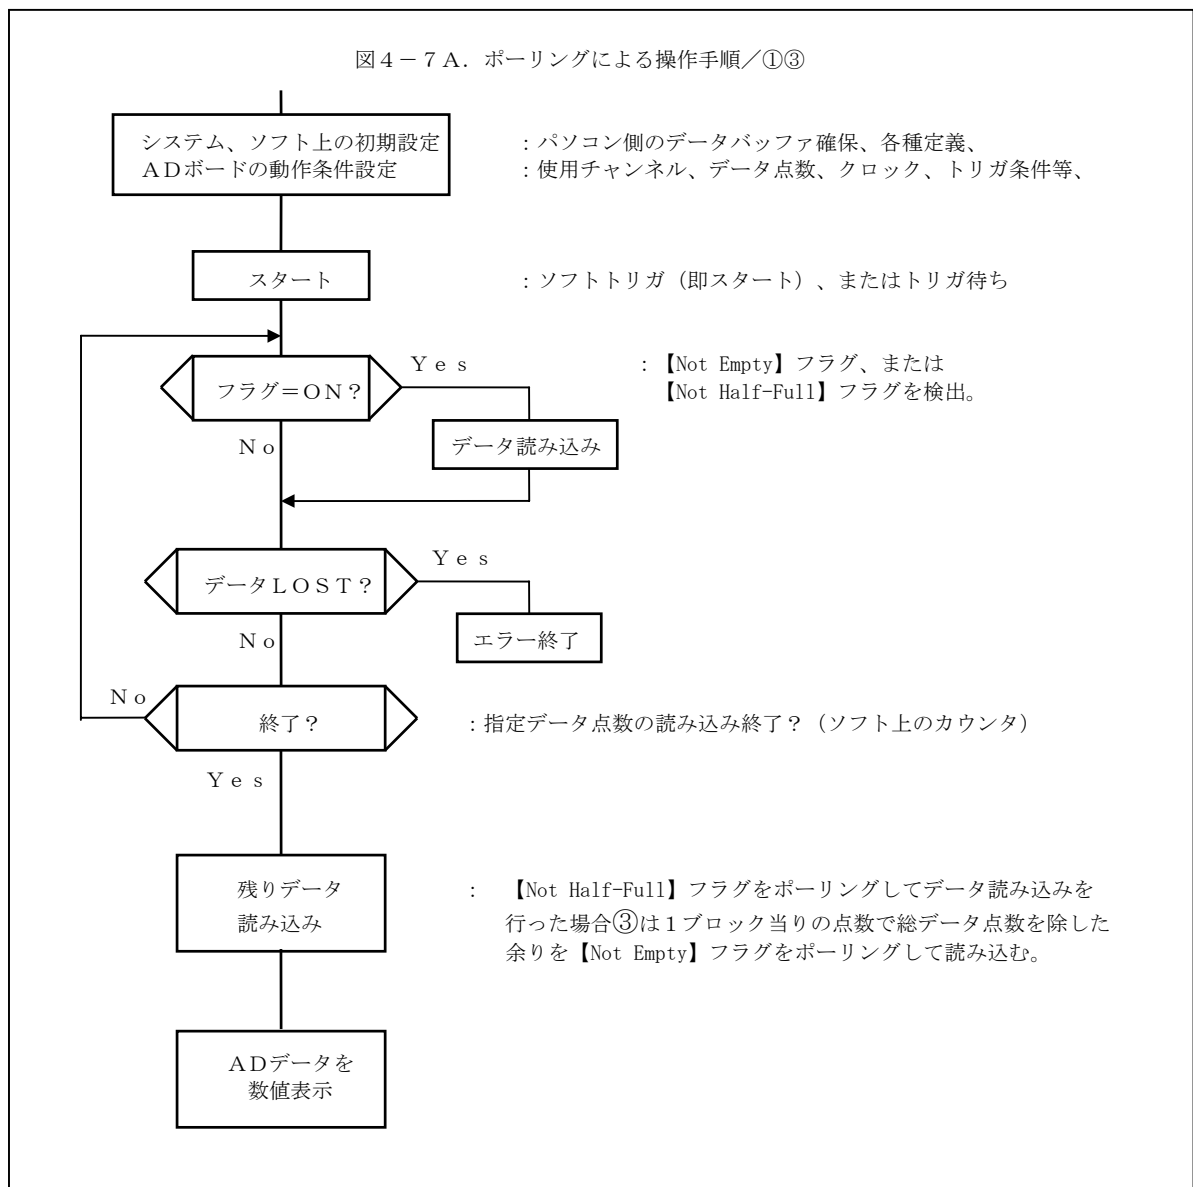 図4－7A．ポーリングによる操作手順／①③
システム、ソフト上の初期設定
ADボードの動作条件設定
：パソコン側のデータバッファ確保、各種定義、
：使用チャンネル、データ点数、クロック、トリガ条件等、
スタート
：ソフトトリガ（即スタート）、またはトリガ待ち
フラグ＝ON？
Yes
：【Not Empty】フラグ、または
【Not Half-Full】フラグを検出。
データ読み込み
No
データLOST？
Yes
エラー終了
No
No
終了？
：指定データ点数の読み込み終了？（ソフト上のカウンタ）
Yes
残りデータ
読み込み
： 【Not Half-Full】フラグをポーリングしてデータ読み込みを
行った場合③は1ブロック当りの点数で総データ点数を除した
余りを【Not Empty】フラグをポーリングして読み込む。
ADデータを
数値表示